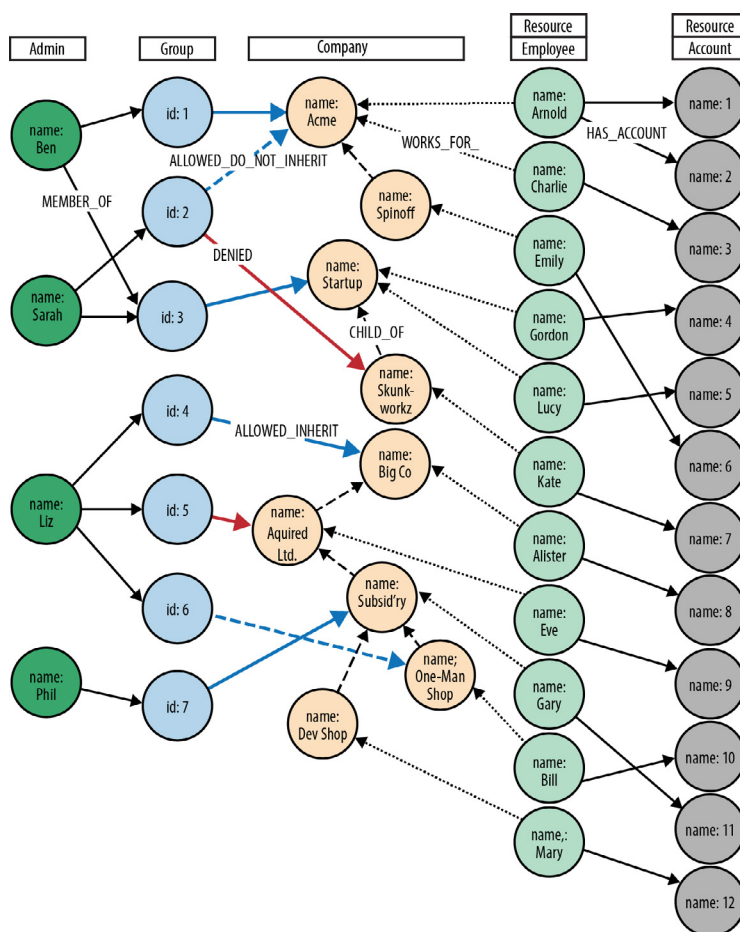 Resource
Resource
Admin
Group
Company
Employee
Account
name:
Ben
name:
Sarah
name:
Liz
name:
Phil
MEMBER_OF
id: 1
id: 2
id: 3
id: 4
id: 5
id: 6
id: 7
ALLOWED_DO_NOT_INHERIT
DENIED
CHILD_OF
ALLOWED_INHERIT
WORKS_FOR_
HAS_ACCOUNT
name:
Acme
name:
Spinoff
name:
Startup
name:
Skunk-
workz
name:
Big Co
name:
Aquired
Ltd.
name:
Subsid'ry
name;
One-Man
Shop
name:
Dev Shop
name:
Arnold
name:
Charlie
name:
Emily
name:
Gordon
name:
Lucy
name:
Kate
name:
Alister
name:
Eve
name:
Gary
name:
Bill
name,:
Mary
name: 1
name: 2
name: 3
name: 4
name: 5
name: 6
name: 7
name: 8
name: 9
name: 10
name: 11
name: 12